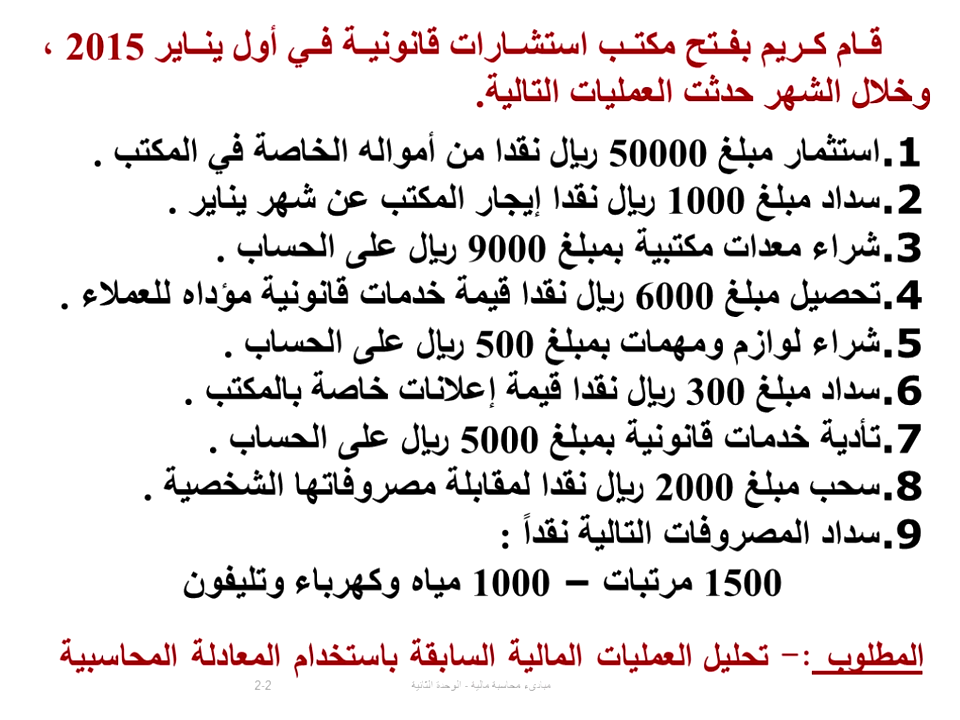 قام كريم بفتح مكتب استشارات قانونية في أول يناير 2015 ،
وخلال الشهر حدثت العمليات التالية.
1.استثمار مبلغ 50000 ريال نقدا من أمواله الخاصة في المكتب .
2.سداد مبلغ 1000 ريال نقدا إيجار المكتب عن شهر يناير .
3.شراء معدات مكتبية بمبلغ 9000 ريال على الحساب .
4.تحصيل مبلغ 6000 ريال نقدا قيمة خدمات قانونية مؤداه للعملاء .
5.شراء لوازم ومهمات بمبلغ 500 ريال على الحساب .
6.سداد مبلغ 300 ريال نقدا قيمة إعلانات خاصة بالمكتب .
7.تأدية خدمات قانونية بمبلغ 5000 ريال على الحساب .
8.سحب مبلغ 2000 ريال نقدا لمقابلة مصروفاتها الشخصية .
9.سداد المصروفات التالية نقداً :
1500 مرتبات – 1000 مياه وكهرباء وتليفون
المطلوب :- تحليل العمليات المالية السابقة باستخدام المعادلة المحاسبية
مبادىء محاسبة مالية - الوحدة الثانية 2-2